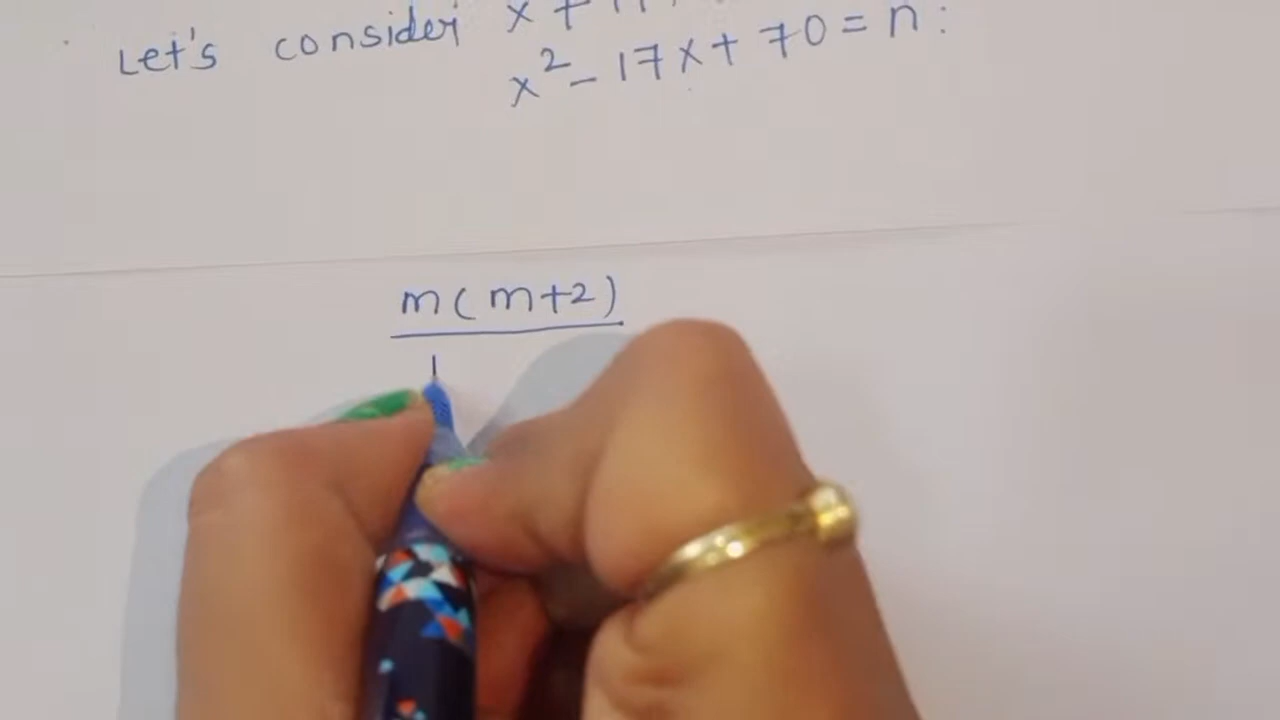 Let's consider x +
x² - 17x + 70 = n :
m ( m+2 )